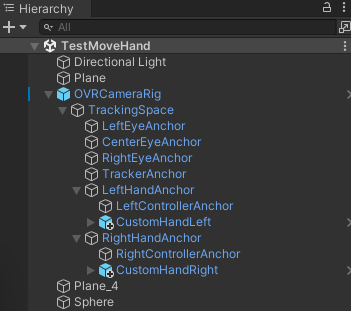 Hierarchy
All
TestMoveHand
Directional Light
Plane
OVRCameraRig
TrackingSpace
LeftEyeAnchor
CenterEyeAnchor
RightEyeAnchor
TrackerAnchor
LeftHandAnchor
LeftControllerAnchor
CustomHandLeft
RightHandAnchor
RightControllerAnchor
CustomHandRight
Plane_4
Sphere